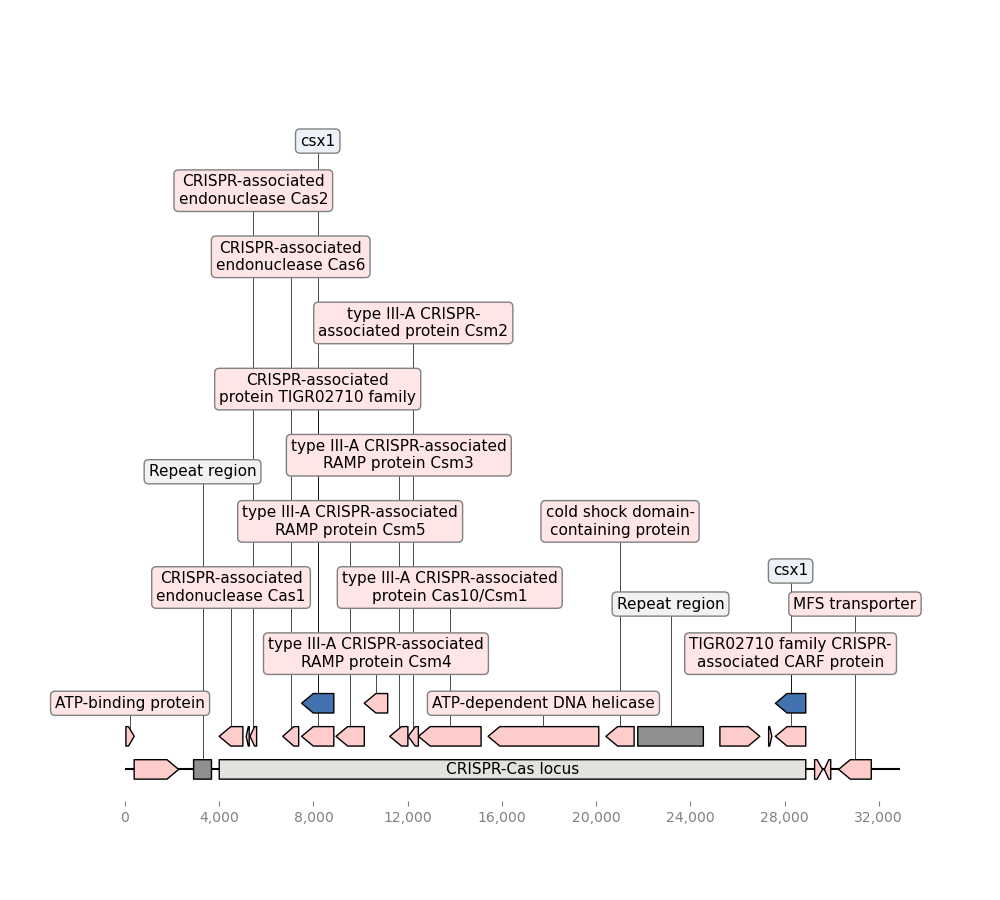 csx1
CRISPR-associated
endonuclease Cas2
CRISPR-associated
endonuclease Cas6
type III-A CRISPR-
associated protein Csm2
CRISPR-associated
protein TIGR02710 family
type III-A CRISPR-associated
RAMP protein Csm3
Repeat region
type III-A CRISPR-associated
RAMP protein Csm5
cold shock domain-
containing protein
CRISPR-associated
endonuclease Cas1
type III-A CRISPR-associated
protein Cas10/Csm1
csx1
Repeat region
MFS transporter
type III-A CRISPR-associated
RAMP protein Csm4
TIGR02710 family CRISPR-
associated CARF protein
ATP-binding protein
ATP-dependent DNA helicase
CRISPR-Cas locus
0
4,000
8,000
12,000
16,000
20,000
24,000
28,000
32,000